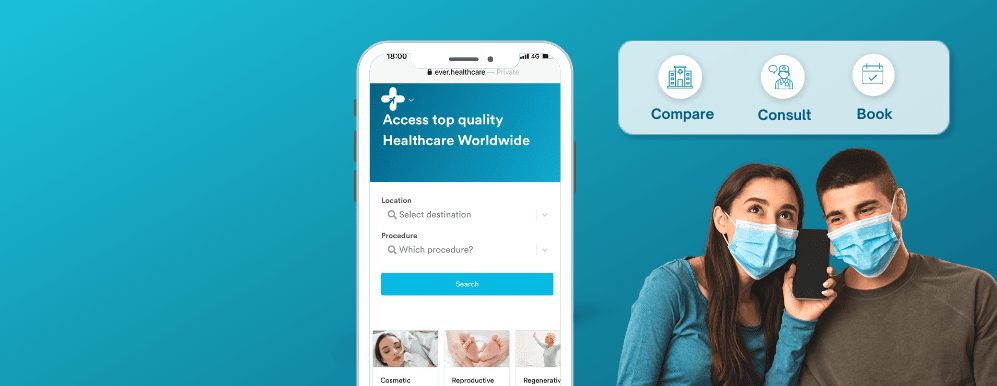 18:00
4G
ever.healthcare — Private
Access top quality
Healthcare Worldwide
Location
Select destination
Procedure
Which procedure?
Search
Cosmetic
Reproductive
Regenerativ
Compare
Consult
Book